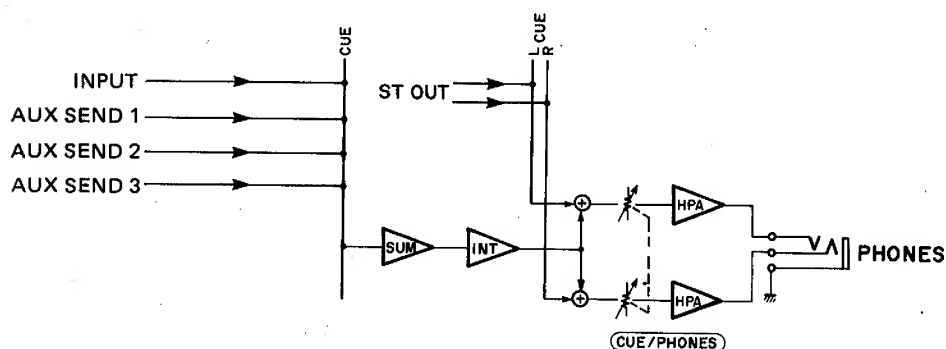 CUE
L CUE
R
INPUT
ST OUT
AUX SEND 1
AUX SEND 2
AUX SEND 3
HPA
SUM
INT
PHONES
HPA
CUE/PHONES